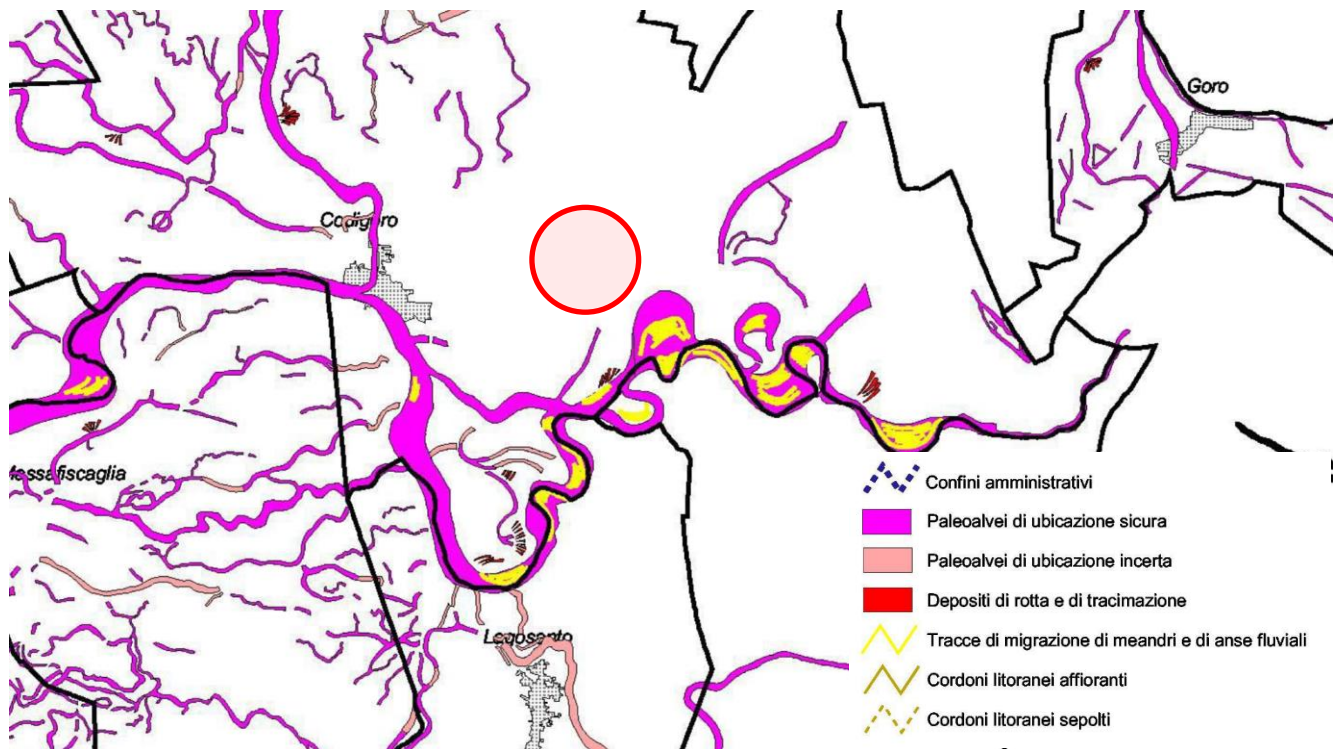 Goro
Codigoro
Massafiscaglia
Lagosanto
Confini amministrativi
Paleoalvei di ubicazione sicura
Paleoalvei di ubicazione incerta
Depositi di rotta e di tracimazione
Tracce di migrazione di meandri e di anse fluviali
Cordoni litoranei affioranti
Cordoni litoranei sepolti